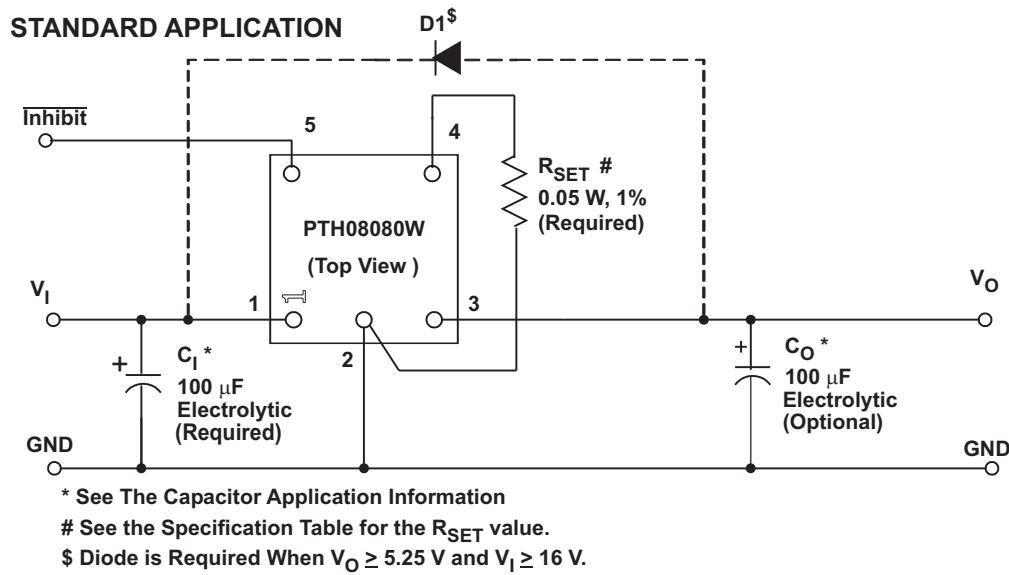 STANDARD APPLICATION
D1$
Inhibit
5
4
RSET #
0.05 W, 1%
(Required)
PTH08080W
(Top View )
VI
1
1
3
VO
2
CI *
100 μF
Electrolytic
(Required)
+
+
CO *
100 μF
Electrolytic
(Optional)
GND
GND
* See The Capacitor Application Information
# See the Specification Table for the RSET value.
$ Diode is Required When VO ≥ 5.25 V and VI ≥ 16 V.